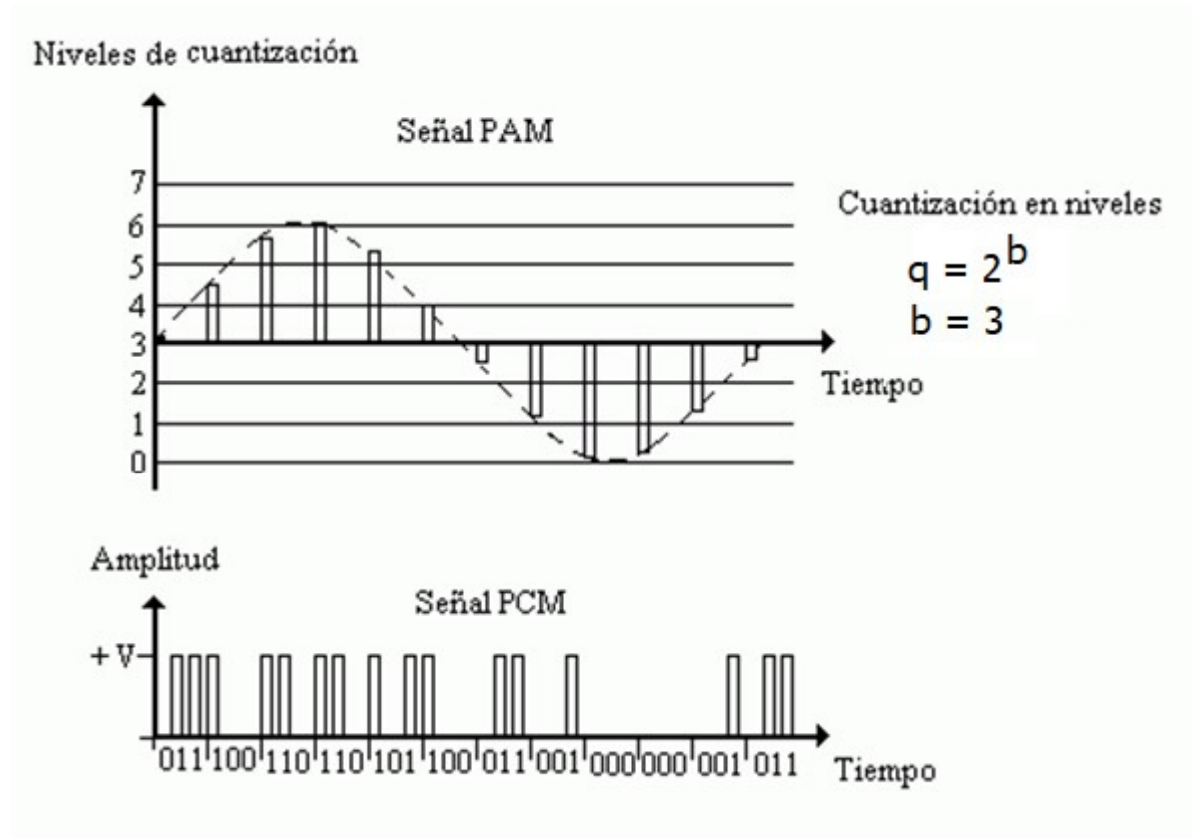 Niveles de cuantización
Señal PAM
7
6
5
4
3
2
1
0
Tiempo
Cuantización en niveles
q = 2^b
b = 3
Amplitud
Señal PCM
+ V
011 100 110 110 101 100 011 001 000 000 001 011
Tiempo